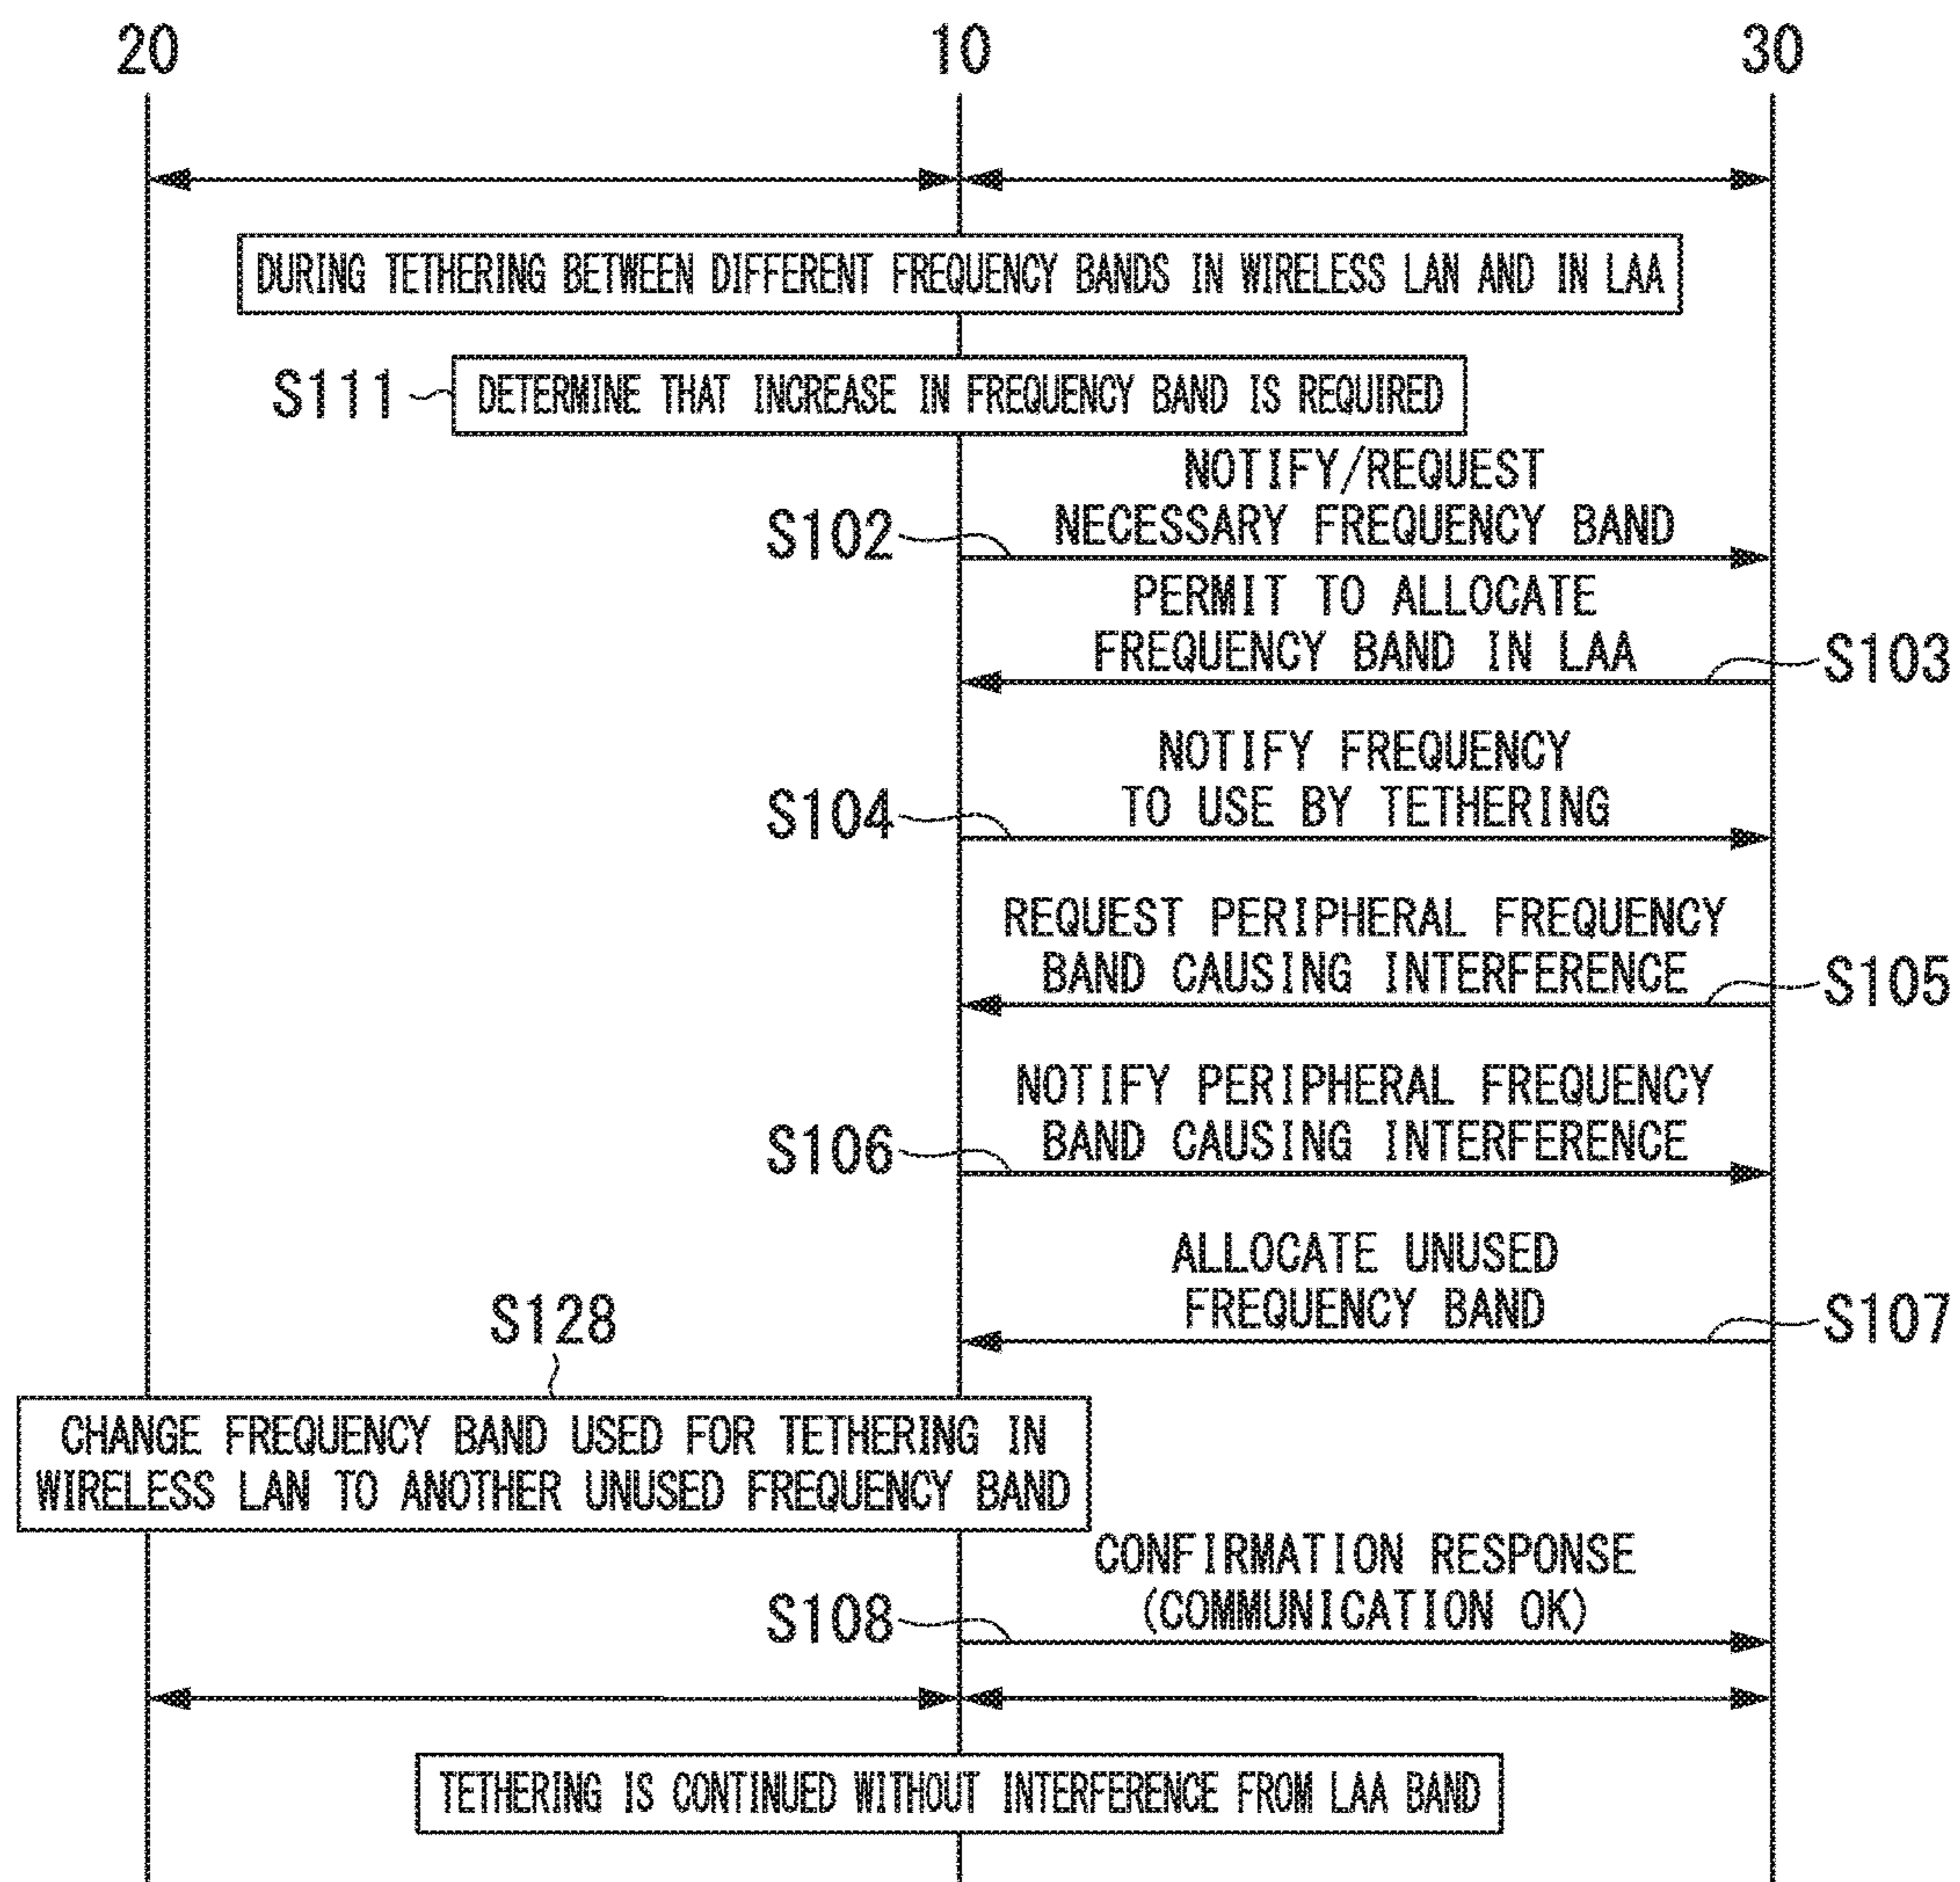 20
10
30
DURING TETHERING BETWEEN DIFFERENT FREQUENCY BANDS IN WIRELESS LAN AND IN LAA
S111
DETERMINE THAT INCREASE IN FREQUENCY BAND IS REQUIRED
NOTIFY/REQUEST
NECESSARY FREQUENCY BAND
S102
PERMIT TO ALLOCATE
FREQUENCY BAND IN LAA
S103
NOTIFY FREQUENCY
TO USE BY TETHERING
S104
REQUEST PERIPHERAL FREQUENCY
BAND CAUSING INTERFERENCE
S105
NOTIFY PERIPHERAL FREQUENCY
BAND CAUSING INTERFERENCE
S106
ALLOCATE UNUSED
FREQUENCY BAND
S107
S128
CHANGE FREQUENCY BAND USED FOR TETHERING IN
WIRELESS LAN TO ANOTHER UNUSED FREQUENCY BAND
CONFIRMATION RESPONSE
(COMMUNICATION OK)
S108
TETHERING IS CONTINUED WITHOUT INTERFERENCE FROM LAA BAND